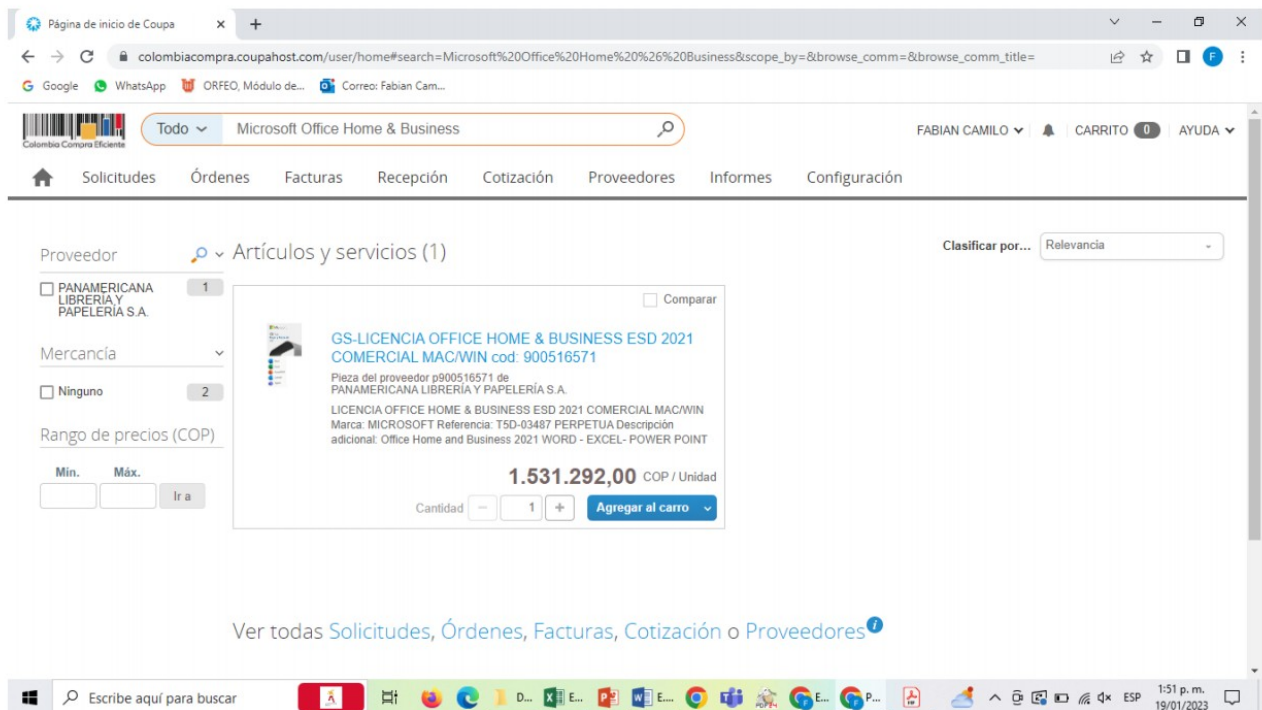 Página de inicio de Coupa
colombiacompra.coupahost.com/user/home#search=Microsoft%20Office%20Home%20%26%20Business&scope_by=&browse_comm=&browse_comm_title=
F
Google WhatsApp ORFEO, Módulo de... Correo: Fabian Cam...
Colombia Compra Eficiente
Todo Microsoft Office Home & Business
FABIAN CAMILO CARRITO 0 AYUDA
Solicitudes Órdenes Facturas Recepción Cotización Proveedores Informes Configuración
Proveedor
PANAMERICANA LIBRERÍA Y PAPELERÍA S.A. 1
Mercancía
Ninguno 2
Rango de precios (COP)
Mín. Máx.
Ir a
Artículos y servicios (1)
Clasificar por... Relevancia
Comparar
GS-LICENCIA OFFICE HOME & BUSINESS ESD 2021
COMERCIAL MAC/WIN cod: 900516571
Pieza del proveedor p900516571 de
PANAMERICANA LIBRERÍA Y PAPELERÍA S.A.
LICENCIA OFFICE HOME & BUSINESS ESD 2021 COMERCIAL MAC/WIN
Marca: MICROSOFT Referencia: T5D-03487 PERPETUA Descripción
adicional: Office Home and Business 2021 WORD - EXCEL- POWER POINT
1.531.292,00 COP / Unidad
Cantidad 1 Agregar al carro
Ver todas Solicitudes, Órdenes, Facturas, Cotización o Proveedores
Escribe aquí para buscar
D... E... E... E... P...
ESP
1:51 p. m.
19/01/2023